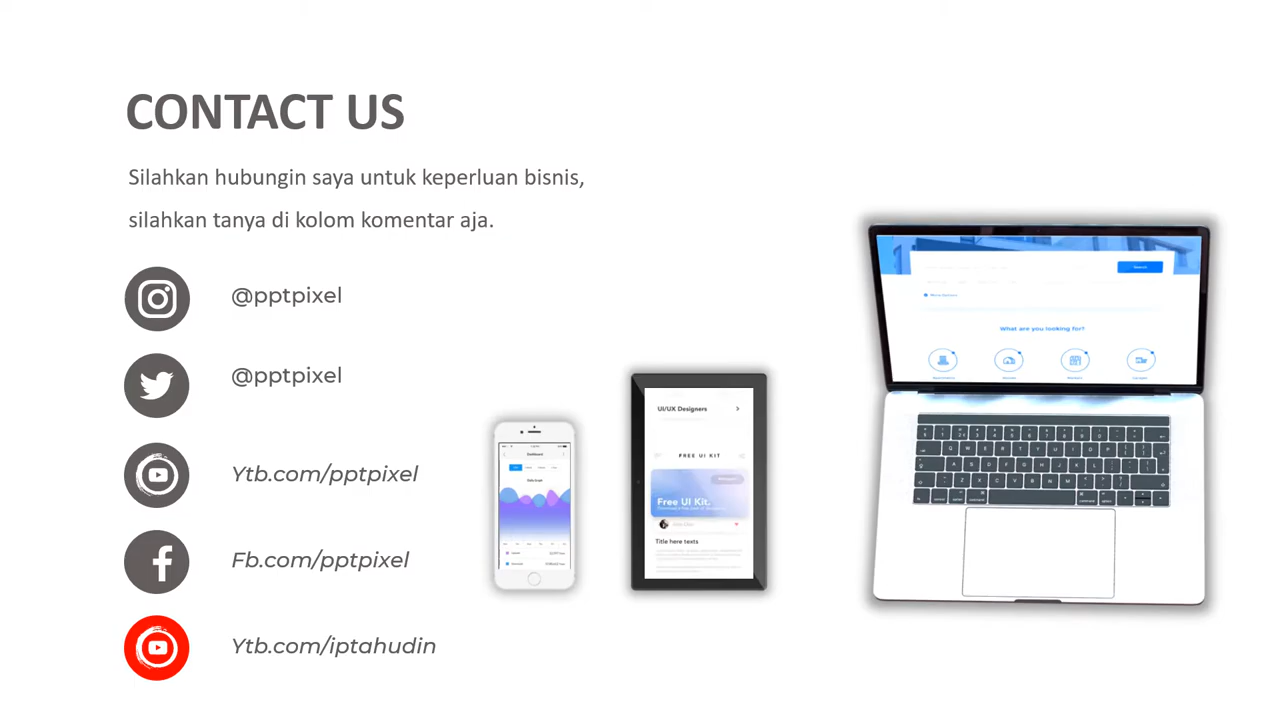 CONTACT US
Silahkan hubungin saya untuk keperluan bisnis,
silahkan tanya di kolom komentar aja.
@pptpixel
@pptpixel
Ytb.com/pptpixel
Fb.com/pptpixel
Ytb.com/iptahudin
Dashboard
UI/UX Designers
FREE UI KIT
Free UI Kit.
Title here texts
What are you looking for?